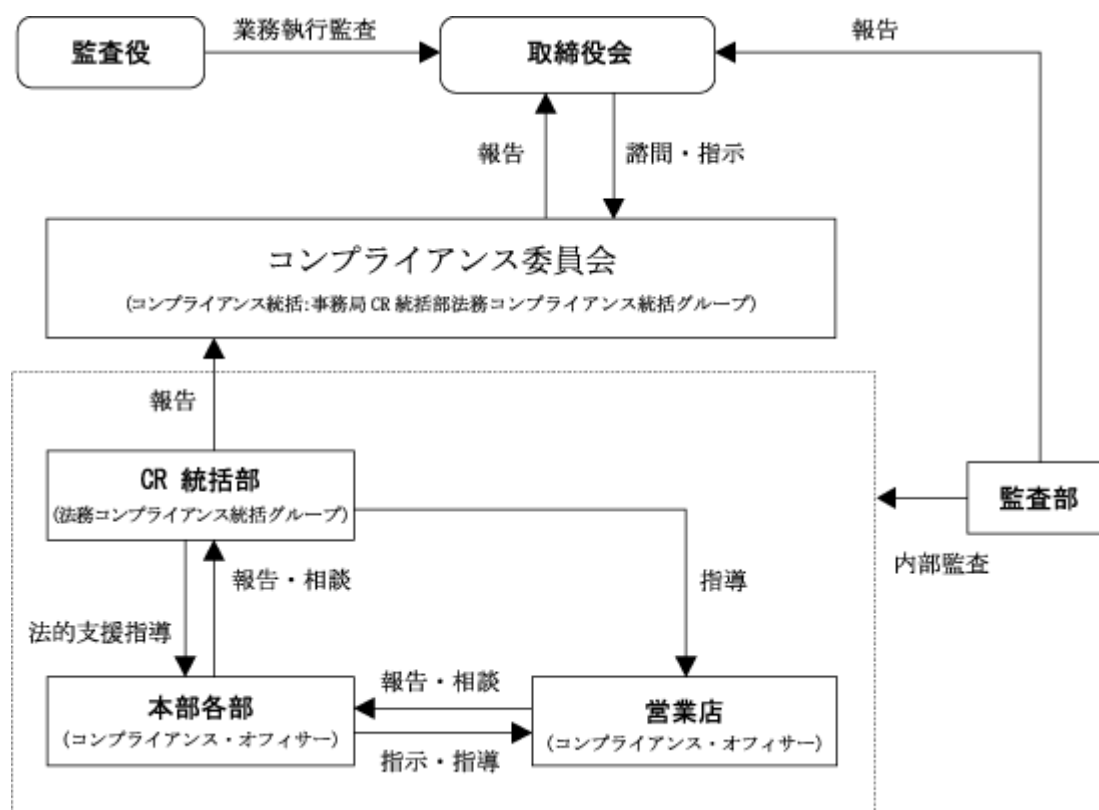 監査役
業務執行監査
取締役会
報告
報告
諮問・指示
コンプライアンス委員会
(コンプライアンス統括:事務局 CR 統括部法務コンプライアンス統括グループ)
報告
CR 統括部
(法務コンプライアンス統括グループ)
監査部
内部監査
報告・相談
指導
法的支援指導
本部各部
(コンプライアンス・オフィサー)
報告・相談
指示・指導
営業店
(コンプライアンス・オフィサー)